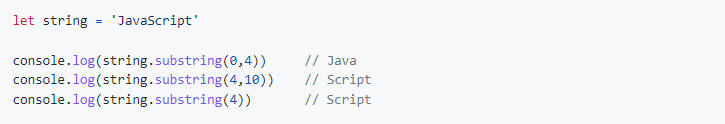 let string = 'JavaScript'
console.log(string.substring(0,4))     // Java
console.log(string.substring(4,10))    // Script
console.log(string.substring(4))       // Script